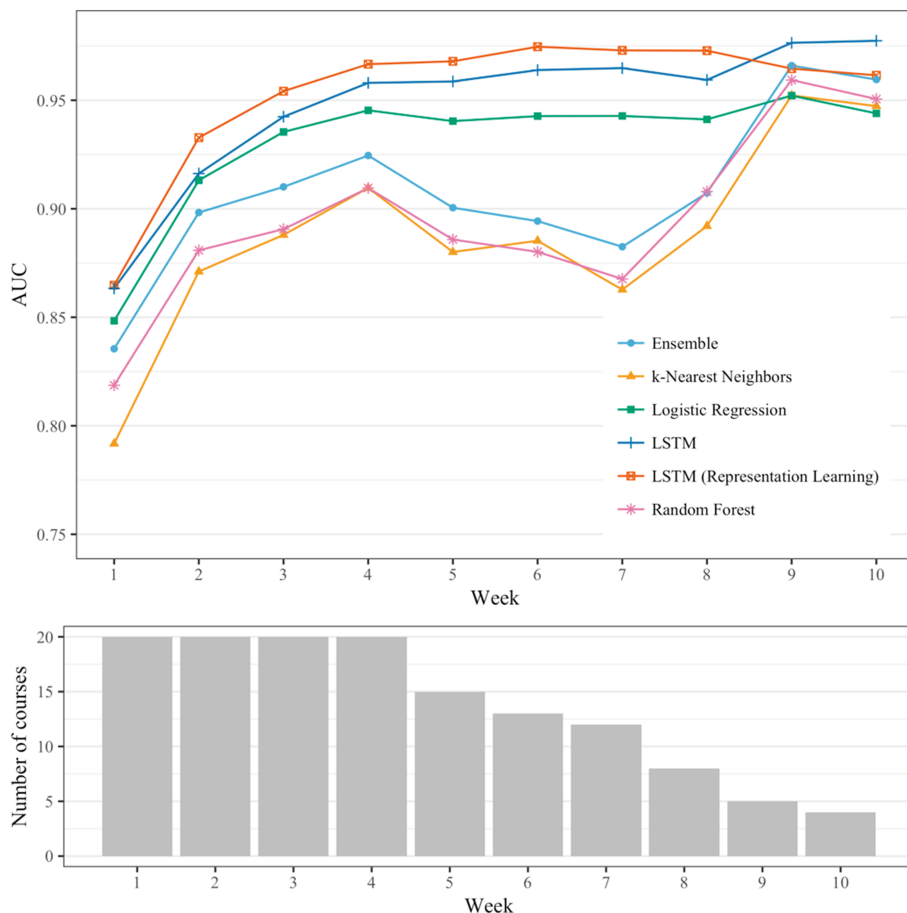 0.95
0.90
0.85
0.80
0.75
AUC
Ensemble
k-Nearest Neighbors
Logistic Regression
LSTM
LSTM (Representation Learning)
Random Forest
1 2 3 4 5 6 7 8 9 10
Week
20
15
10
5
0
Number of courses
1 2 3 4 5 6 7 8 9 10
Week